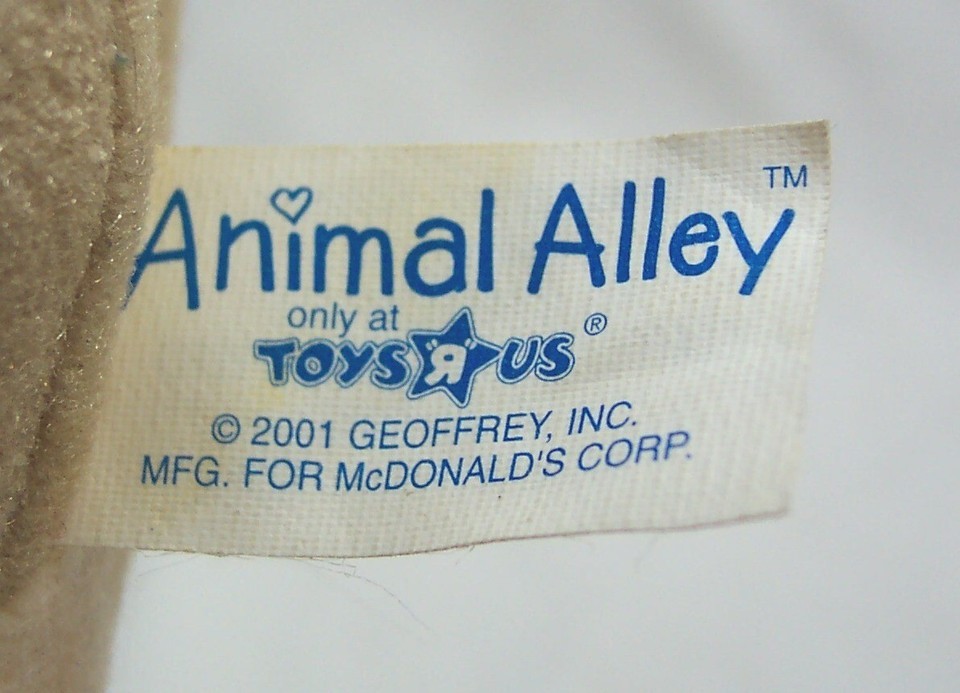 Animal Alley™
only at
TOYS"R"US®
© 2001 GEOFFREY, INC.
MFG. FOR McDONALD'S CORP.